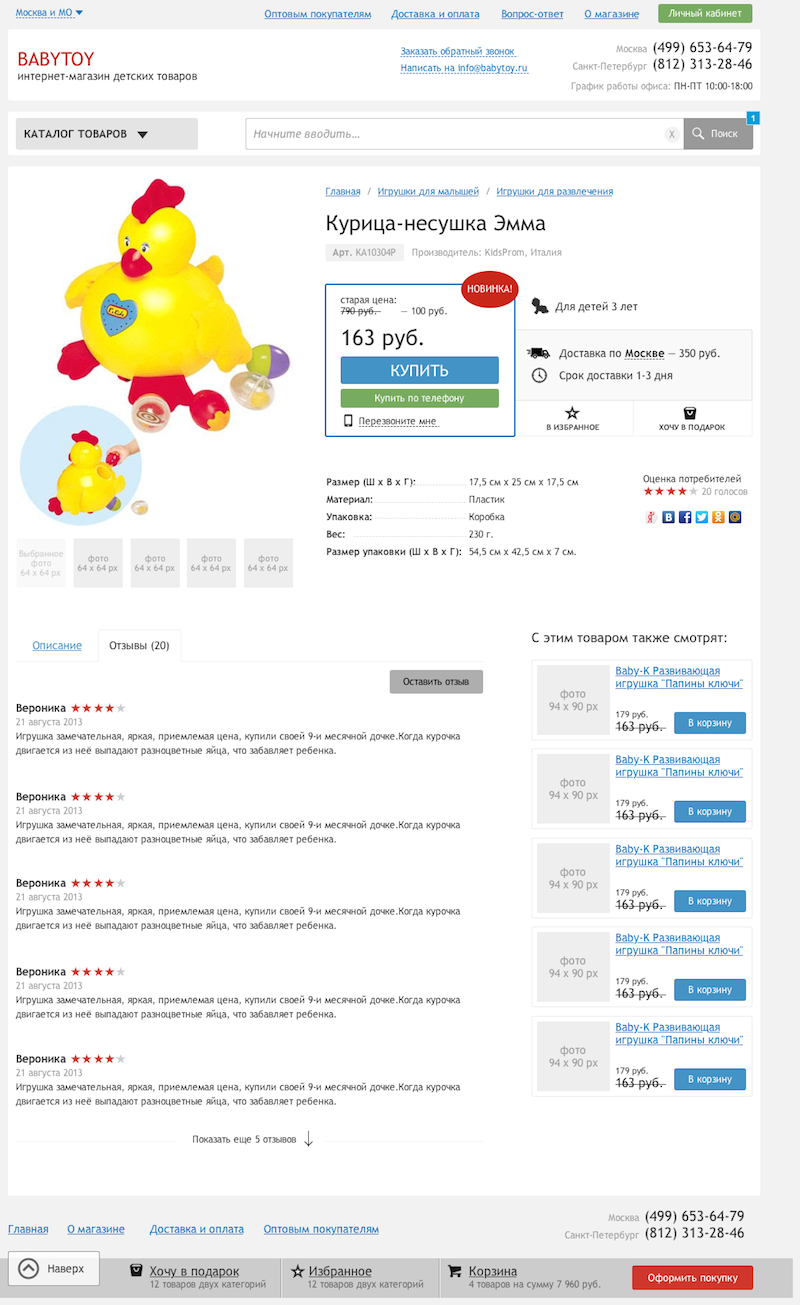 Москва и МО
Оптовым покупателям
Доставка и оплата
Вопрос-ответ
О магазине
Личный кабинет
BABYTOY
интернет-магазин детских товаров
Заказать обратный звонок
Написать на info@babytoy.ru
Москва (499) 653-64-79
Санкт-Петербург (812) 313-28-46
График работы офиса: ПН-ПТ 10:00-18:00
КАТАЛОГ ТОВАРОВ
Начните вводить...
X
Поиск
1
Главная / Игрушки для малышей / Игрушки для развлечения
Курица-несушка Эмма
Арт. KA10304P
Производитель: KidsProm, Италия
НОВИНКА!
старая цена:
790 руб. — 100 руб.
163 руб.
КУПИТЬ
Купить по телефону
Перезвоните мне
Для детей 3 лет
Доставка по Москве — 350 руб.
Срок доставки 1-3 дня
В ИЗБРАННОЕ
ХОЧУ В ПОДАРОК
Размер (Ш х В х Г): 17,5 см х 25 см х 17,5 см
Материал: Пластик
Упаковка: Коробка
Вес: 230 г.
Размер упаковки (Ш х В х Г): 54,5 см х 42,5 см х 7 см.
Оценка потребителей
20 голосов
Выбранное
фото
64 х 64 px
фото
64 х 64 px
фото
64 х 64 px
фото
64 х 64 px
фото
64 х 64 px
Описание
Отзывы (20)
Оставить отзыв
Вероника
21 августа 2013
Игрушка замечательная, яркая, приемлемая цена, купили своей 9-и месячной дочке.Когда курочка
двигается из неё выпадают разноцветные яйца, что забавляет ребенка.
Вероника
21 августа 2013
Игрушка замечательная, яркая, приемлемая цена, купили своей 9-и месячной дочке.Когда курочка
двигается из неё выпадают разноцветные яйца, что забавляет ребенка.
Вероника
21 августа 2013
Игрушка замечательная, яркая, приемлемая цена, купили своей 9-и месячной дочке.Когда курочка
двигается из неё выпадают разноцветные яйца, что забавляет ребенка.
Вероника
21 августа 2013
Игрушка замечательная, яркая, приемлемая цена, купили своей 9-и месячной дочке.Когда курочка
двигается из неё выпадают разноцветные яйца, что забавляет ребенка.
Вероника
21 августа 2013
Игрушка замечательная, яркая, приемлемая цена, купили своей 9-и месячной дочке.Когда курочка
двигается из неё выпадают разноцветные яйца, что забавляет ребенка.
Показать еще 5 отзывов
С этим товаром также смотрят:
фото
94 х 90 px
Baby-K Развивающая
игрушка "Папины ключи"
179 руб.
163 руб.
В корзину
фото
94 х 90 px
Baby-K Развивающая
игрушка "Папины ключи"
179 руб.
163 руб.
В корзину
фото
94 х 90 px
Baby-K Развивающая
игрушка "Папины ключи"
179 руб.
163 руб.
В корзину
фото
94 х 90 px
Baby-K Развивающая
игрушка "Папины ключи"
179 руб.
163 руб.
В корзину
фото
94 х 90 px
Baby-K Развивающая
игрушка "Папины ключи"
179 руб.
163 руб.
В корзину
Главная
О магазине
Доставка и оплата
Оптовым покупателям
Москва (499) 653-64-79
Санкт-Петербург (812) 313-28-46
Наверх
Хочу в подарок
12 товаров двух категорий
Избранное
12 товаров двух категорий
Корзина
4 товаров на сумму 7 960 руб.
Оформить покупку